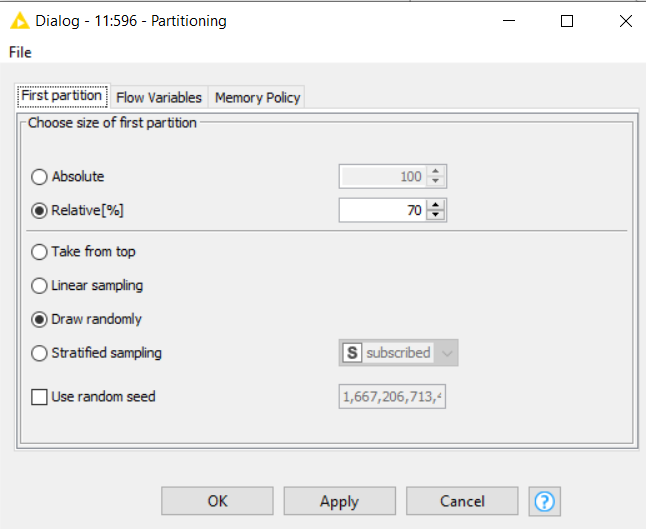 Dialog - 11:596 - Partitioning
File
First partition Flow Variables Memory Policy
Choose size of first partition
Absolute 100
Relative[%] 70
Take from top
Linear sampling
Draw randomly
Stratified sampling S subscribed
Use random seed 1,667,206,713,
OK Apply Cancel ?